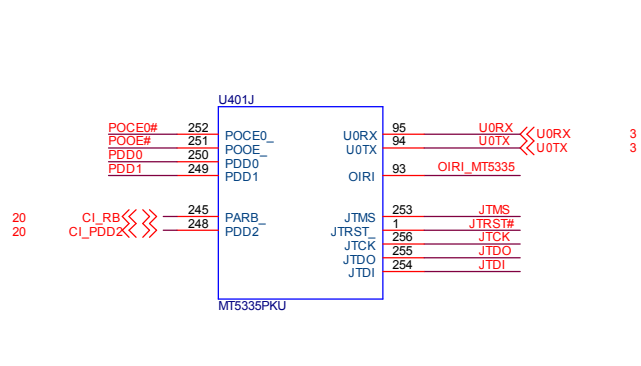 U401J
POCE0# 252 POCE0_ U0RX 95 U0RX U0RX 3
POOE# 251 POOE_ U0TX 94 U0TX U0TX 3
PDD0 250 PDD0
PDD1 249 PDD1 OIRI 93 OIRI_MT5335
20 CI_RB 245 PARB_ JTMS 253 JTMS
20 CI_PDD2 248 PDD2 JTRST_ 1 JTRST#
JTCK 256 JTCK
JTDO 255 JTDO
JTDI 254 JTDI
MT5335PKU